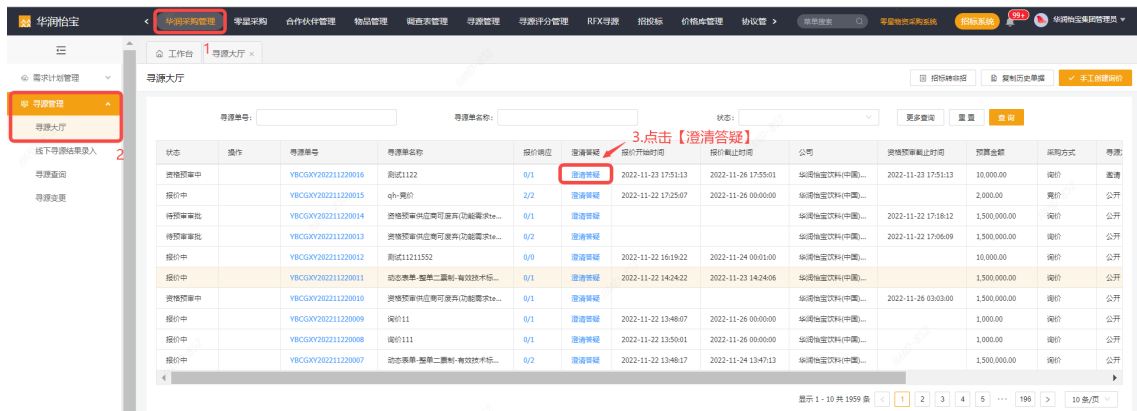 华润怡宝
华润采购管理 零星采购 合作伙伴管理 物品管理 调查表管理 寻源管理 寻源评分管理 RFX寻源 招投标 价格库管理 协议管 菜单搜索 零星物资采购系统 招标系统 99+ 华润怡宝集团管理员
工作台 1 寻源大厅 ×
需求计划管理
寻源管理
寻源大厅
线下寻源结果录入
寻源查询
寻源变更
2
寻源大厅 招标转非招 复制历史单据 手工创建询价
寻源单号: 寻源单名称: 状态: 更多查询 重置 查询
3.点击【澄清答疑】
状态 操作 寻源单号 寻源单名称 报价响应 澄清答疑 报价开始时间 报价截止时间 公司 资格预审截止时间 预算金额 采购方式 寻源
资格预审中 YBCGXY202211220016 测试1122 0/1 澄清答疑 2022-11-23 17:51:13 2022-11-26 17:55:01 华润怡宝饮料(中国)... 2022-11-23 17:51:13 10,000.00 询价 邀请
报价中 YBCGXY202211220015 qh-竞价 2/2 澄清答疑 2022-11-22 17:25:07 2022-11-26 00:00:00 华润怡宝饮料(中国)... 2,000.00 竞价 公开
待预审审批 YBCGXY202211220014 资格预审供应商可废弃(功能需求te... 0/1 澄清答疑 华润怡宝饮料(中国)... 2022-11-22 17:18:12 1,500,000.00 询价 公开
待预审审批 YBCGXY202211220013 资格预审供应商可废弃(功能需求te... 0/2 澄清答疑 华润怡宝饮料(中国)... 2022-11-22 17:06:09 1,500,000.00 询价 公开
报价中 YBCGXY202211220012 测试11211552 0/0 澄清答疑 2022-11-22 16:19:22 2022-11-24 00:01:00 华润怡宝饮料(中国)... 10,000.00 询价 公开
报价中 YBCGXY202211220011 动态表单-整单二票制-有效技术标... 0/1 澄清答疑 2022-11-22 14:24:22 2022-11-23 14:24:06 华润怡宝饮料(中国)... 1,500,000.00 询价 公开
资格预审中 YBCGXY202211220010 资格预审供应商可废弃(功能需求te... 0/1 澄清答疑 华润怡宝饮料(中国)... 2022-11-26 03:03:00 1,500,000.00 询价 公开
报价中 YBCGXY202211220009 询价11 0/1 澄清答疑 2022-11-22 13:48:07 2022-11-26 00:00:00 华润怡宝饮料(中国)... 1,000.00 询价 公开
报价中 YBCGXY202211220008 询价111 0/1 澄清答疑 2022-11-22 13:50:01 2022-11-26 00:00:00 华润怡宝饮料(中国)... 1,000.00 询价 公开
报价中 YBCGXY202211220007 动态表单-整单二票制-有效技术标... 0/2 澄清答疑 2022-11-22 13:48:17 2022-11-24 13:47:13 华润怡宝饮料(中国)... 1,500,000.00 询价 公开
显示 1 - 10 共 1959 条 < 1 2 3 4 5 ··· 196 > 10 条/页